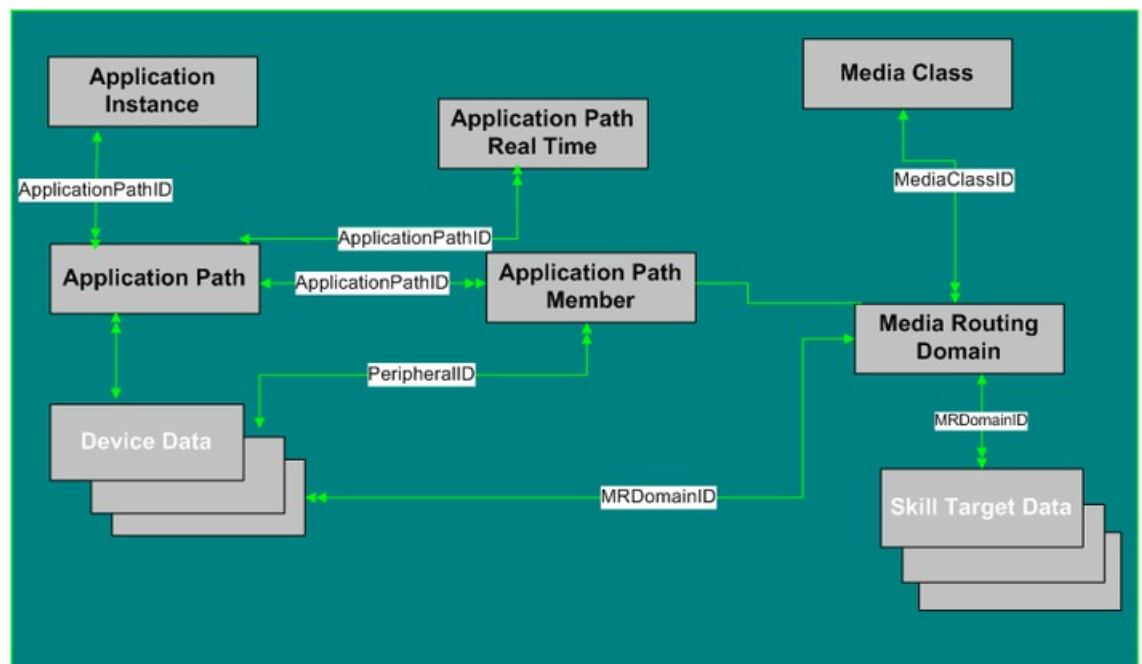 Application
Instance
Media Class
Application Path
Real Time
ApplicationPathID
MediaClassID
ApplicationPathID
Application Path
ApplicationPathID
Application Path
Member
Media Routing
Domain
PeripheralID
Device Data
MRDomainID
MRDomainID
Skill Target Data